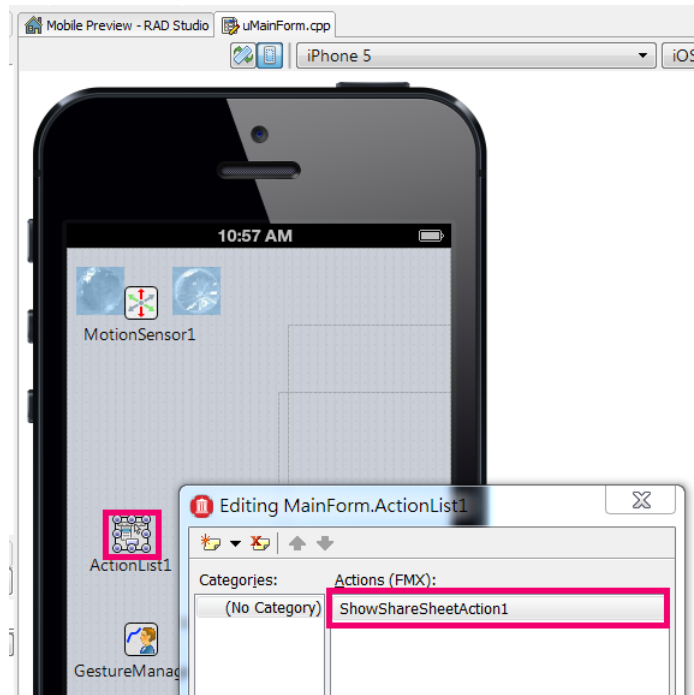 Mobile Preview - RAD Studio
uMainForm.cpp
iPhone 5
iOS
10:57 AM
MotionSensor1
ActionList1
Editing MainForm.ActionList1
Categories:
Actions (FMX):
(No Category)
ShowShareSheetAction1
GestureManag